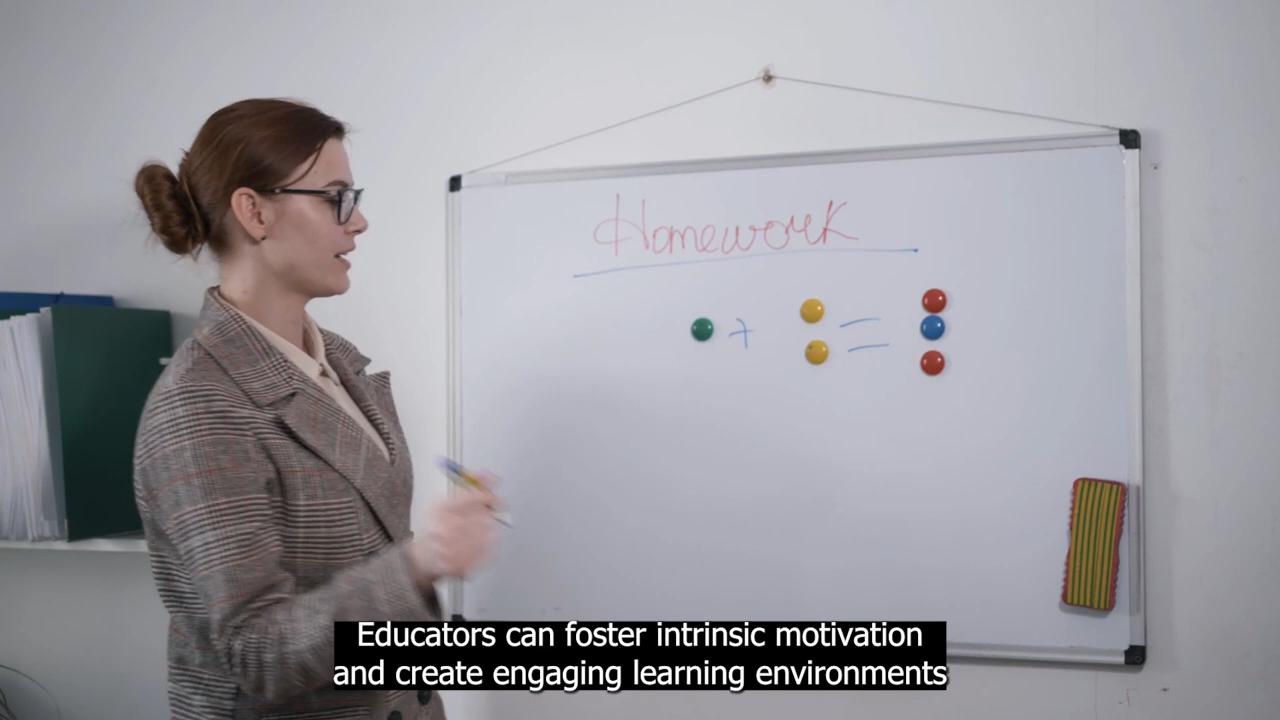 Homework
+ =
Educators can foster intrinsic motivation
and create engaging learning environments